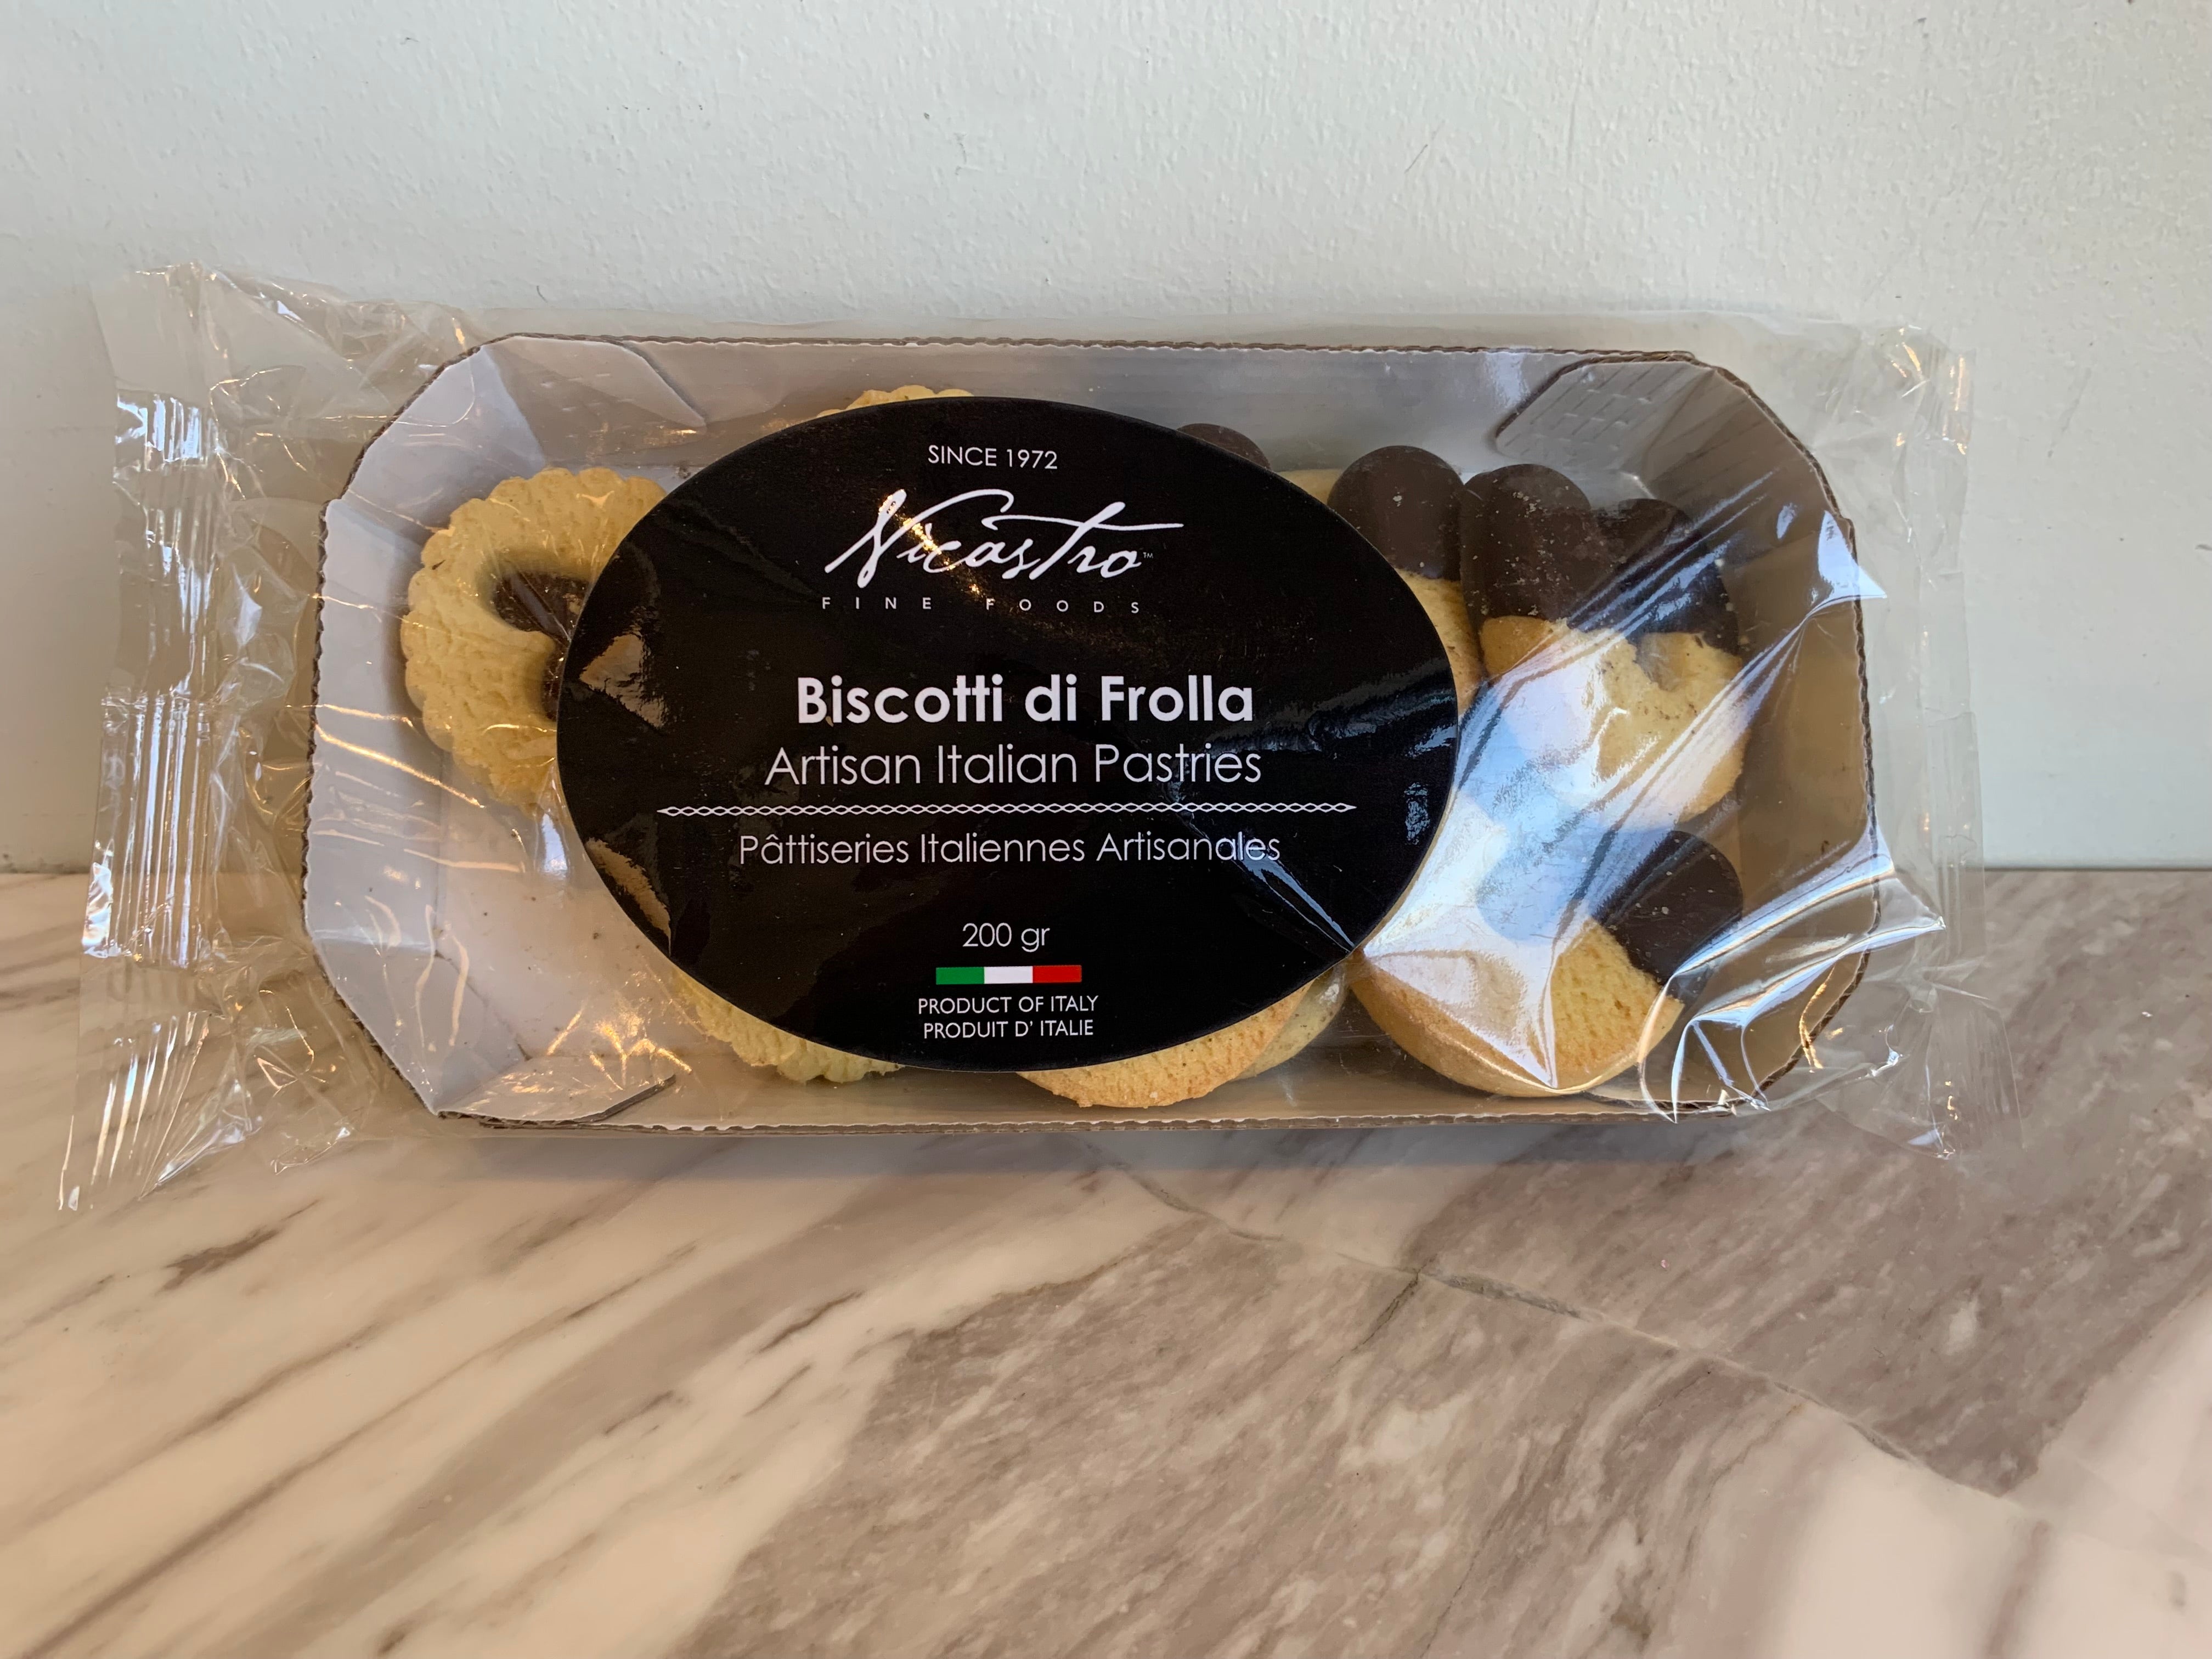 SINCE 1972
Nicastro™
FINE FOODS
Biscotti di Frolla
Artisan Italian Pastries
Pâttiseries Italiennes Artisanales
200 gr
PRODUCT OF ITALY
PRODUIT D' ITALIE